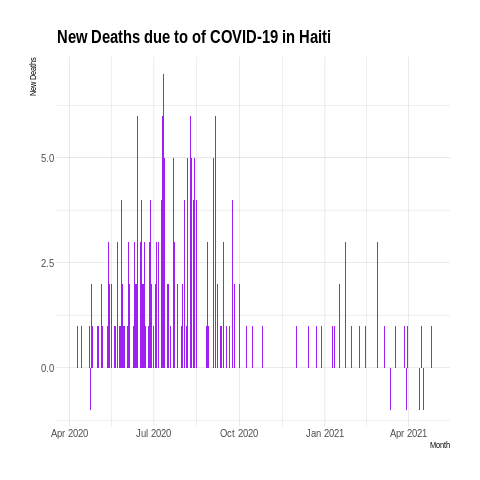 New Deaths due to of COVID-19 in Haiti
New Deaths
5.0
2.5
0.0
Apr 2020 Jul 2020 Oct 2020 Jan 2021 Apr 2021
Month